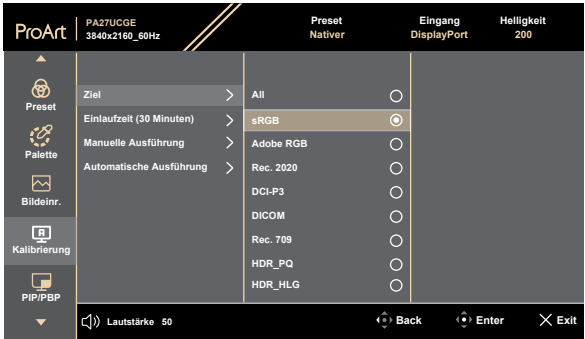 ProArt
PA27UCGE
3840x2160_60Hz
Preset
Nativer
Eingang
DisplayPort
Helligkeit
200
Preset
Palette
Bildeinr.
Kalibrierung
PIP/PBP
Ziel
Einlaufzeit (30 Minuten)
Manuelle Ausführung
Automatische Ausführung
All
sRGB
Adobe RGB
Rec. 2020
DCI-P3
DICOM
Rec. 709
HDR_PQ
HDR_HLG
Lautstärke 50
Back
Enter
Exit